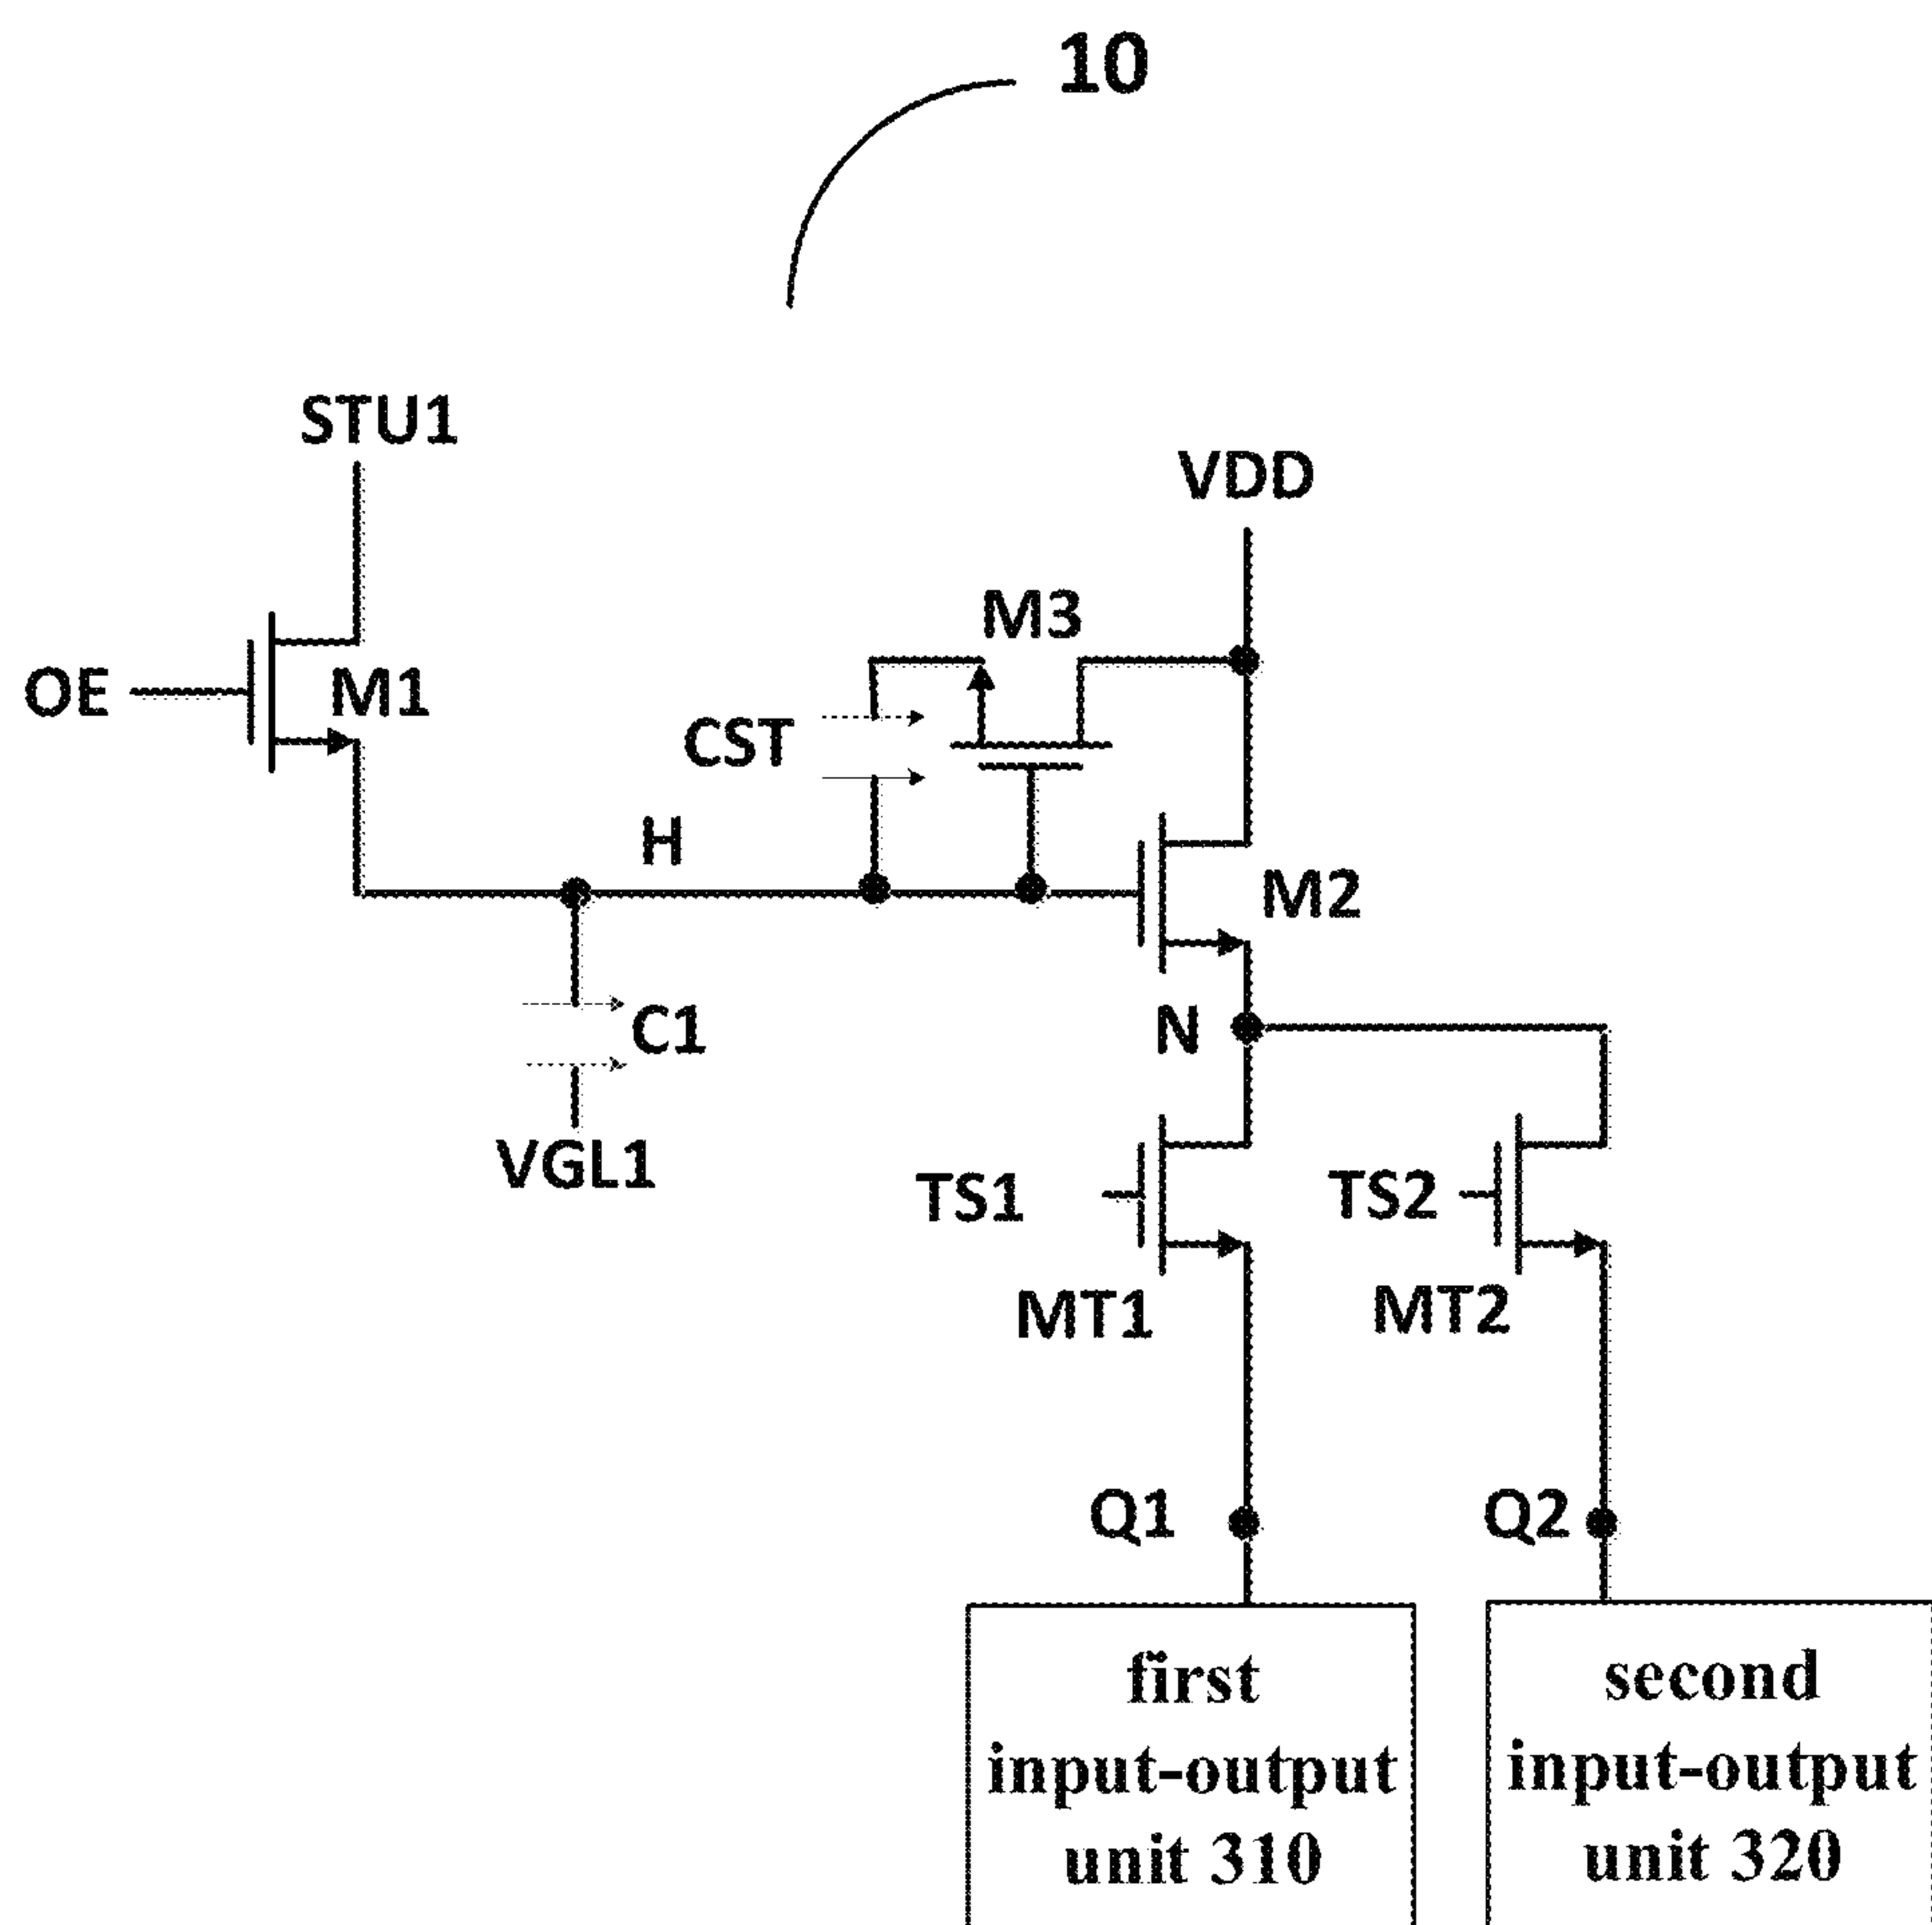 10
STU1
VDD
M3
OE
M1
CST
H
M2
C1
N
VGL1
TS1
TS2
MT1
MT2
Q1
Q2
first
input-output
unit 310
second
input-output
unit 320